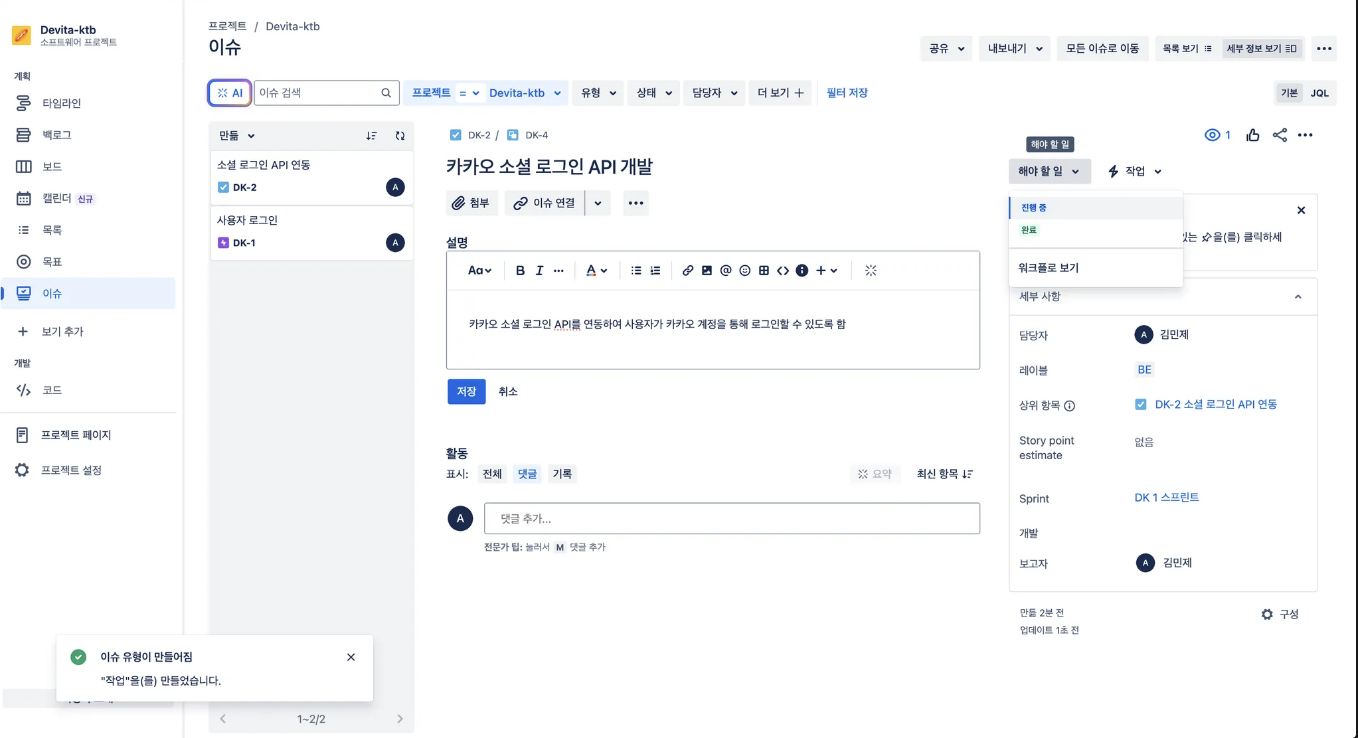 Devita-ktb
소프트웨어 프로젝트
계획
타임라인
백로그
보드
캘린더 신규
목록
목표
이슈
보기 추가
개발
코드
프로젝트 페이지
프로젝트 설정
프로젝트 / Devita-ktb
이슈
공유
내보내기
모든 이슈로 이동
목록 보기
세부 정보 보기
AI
이슈 검색
프로젝트 = Devita-ktb
유형
상태
담당자
더 보기 +
필터 저장
기본
JQL
만듦
소셜 로그인 API 연동
DK-2
A
사용자 로그인
DK-1
A
1~2/2
DK-2 / DK-4
카카오 소셜 로그인 API 개발
첨부
이슈 연결
설명
Aa B I A
카카오 소셜 로그인 API를 연동하여 사용자가 카카오 계정을 통해 로그인할 수 있도록 함
저장
취소
활동
표시: 전체 댓글 기록
요약
최신 항목
A
댓글 추가...
전문가 팁: 눌러서 M 댓글 추가
1
해야 할 일
해야 할 일
작업
진행 중
완료
워크플로 보기
있는 을(를) 클릭하세
세부 사항
담당자
A 김민제
레이블
BE
상위 항목
DK-2 소셜 로그인 API 연동
Story point
estimate
없음
Sprint
DK 1 스프린트
개발
보고자
A 김민제
만듦 2분 전
업데이트 1초 전
구성
이슈 유형이 만들어짐
"작업"을(를) 만들었습니다.